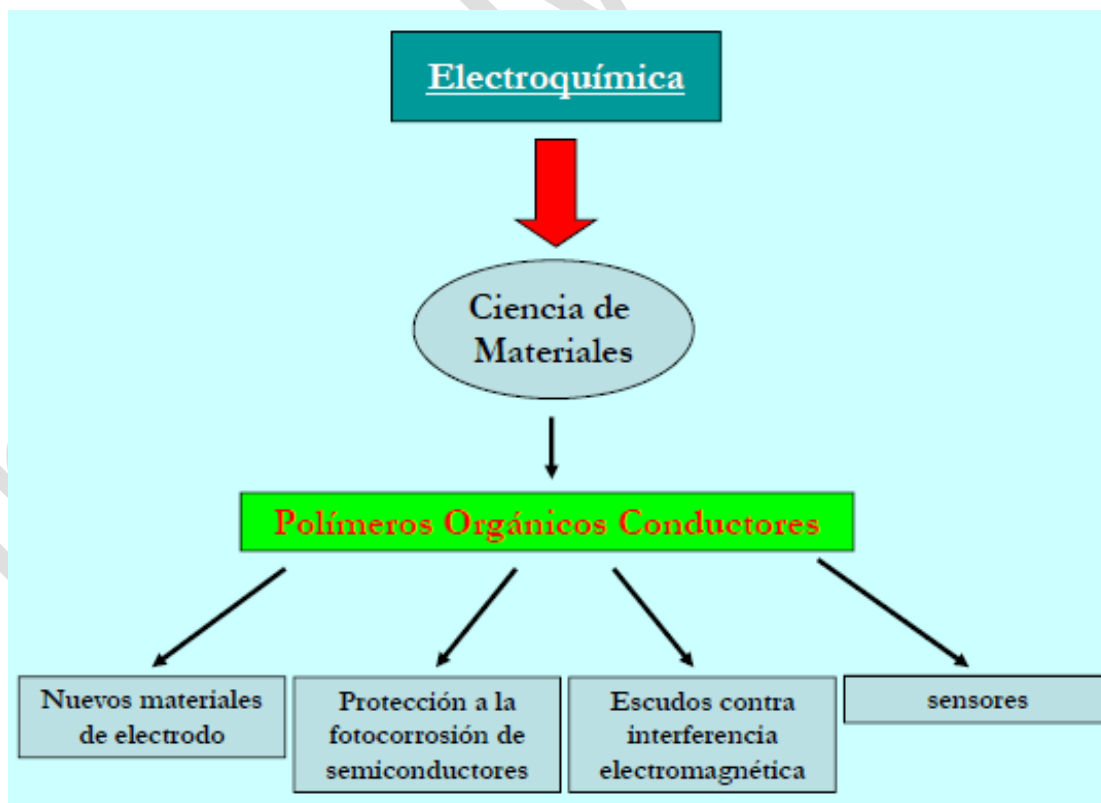 Electroquímica
Ciencia de
Materiales
Polímeros Orgánicos Conductores
Nuevos materiales
de electrodo
Protección a la
fotocorrosión de
semiconductores
Escudos contra
interferencia
electromagnética
sensores